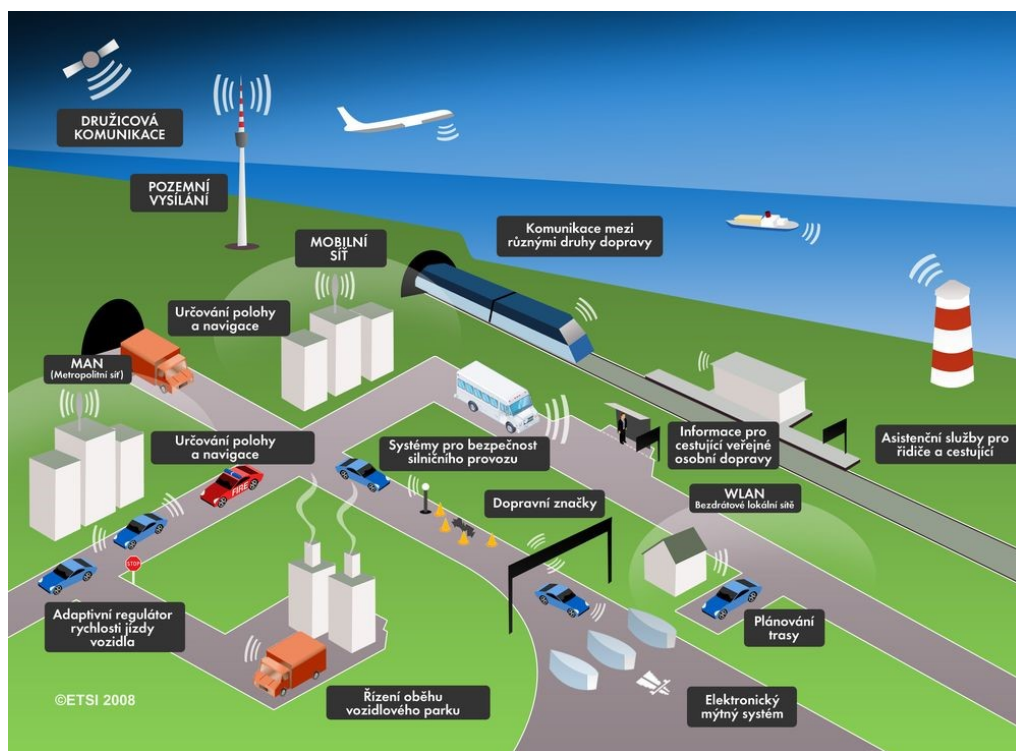 DRUŽICOVÁ
KOMUNIKACE
POZEMNÍ
VYSÍLÁNÍ
MOBILNÍ
SÍŤ
Komunikace mezi
různými druhy dopravy
Určování polohy
a navigace
MAN
(Metropolitní síť)
Určování polohy
a navigace
FIRE
Systémy pro bezpečnost
silničního provozu
Informace pro
cestující veřejné
osobní dopravy
Asistenční služby pro
řidiče a cestující
Dopravní značky
WLAN
Bezdrátové lokální sítě
STOP
Adaptivní regulátor
rychlosti jízdy
vozidla
Plánování
trasy
©ETSI 2008
Řízení oběhu
vozidlového parku
Elektronický
mýtný systém